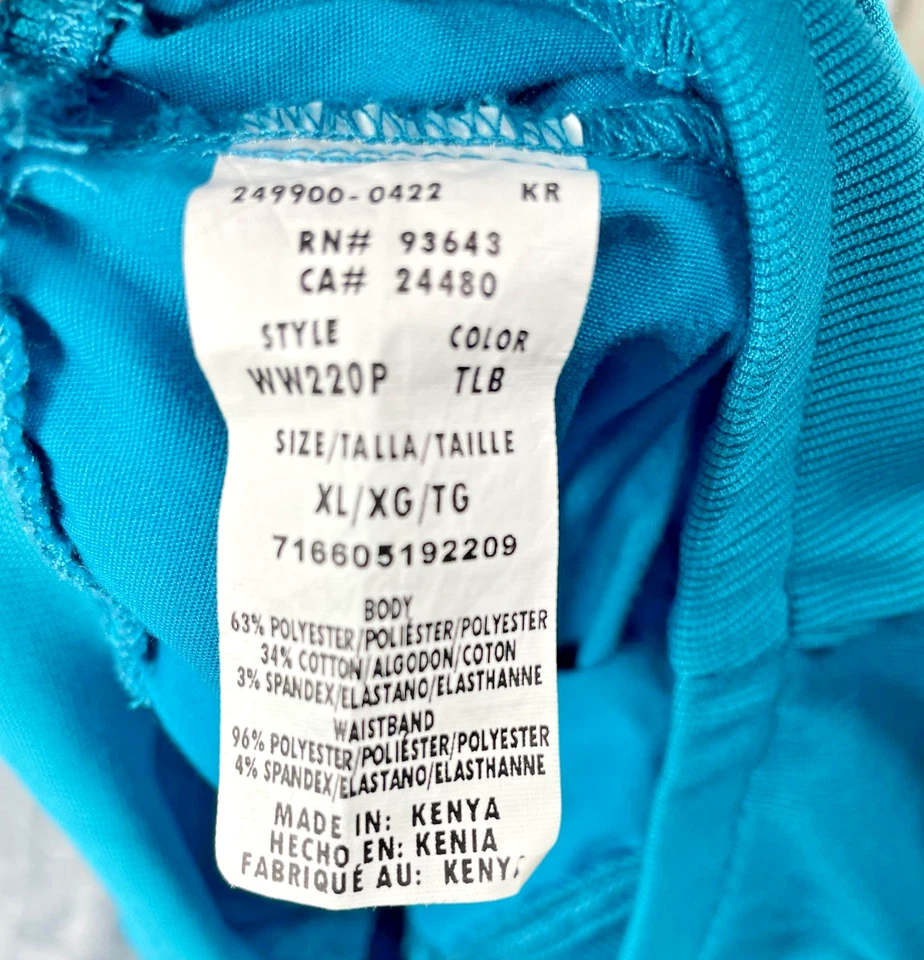 249900-0422 KR
RN# 93643
CA# 24480
STYLE COLOR
WW220P TLB
SIZE/TALLA/TAILLE
XL/XG/TG
716605192209
BODY
63% POLYESTER/POLIÉSTER/POLYESTER
34% COTTON/ALGODON/COTON
3% SPANDEX/ELASTANO/ELASTHANNE
WAISTBAND
96% POLYESTER/POLIÉSTER/POLYESTER
4% SPANDEX/ELASTANO/ELASTHANNE
MADE IN: KENYA
HECHO EN: KENIA
FABRIQUÉ AU: